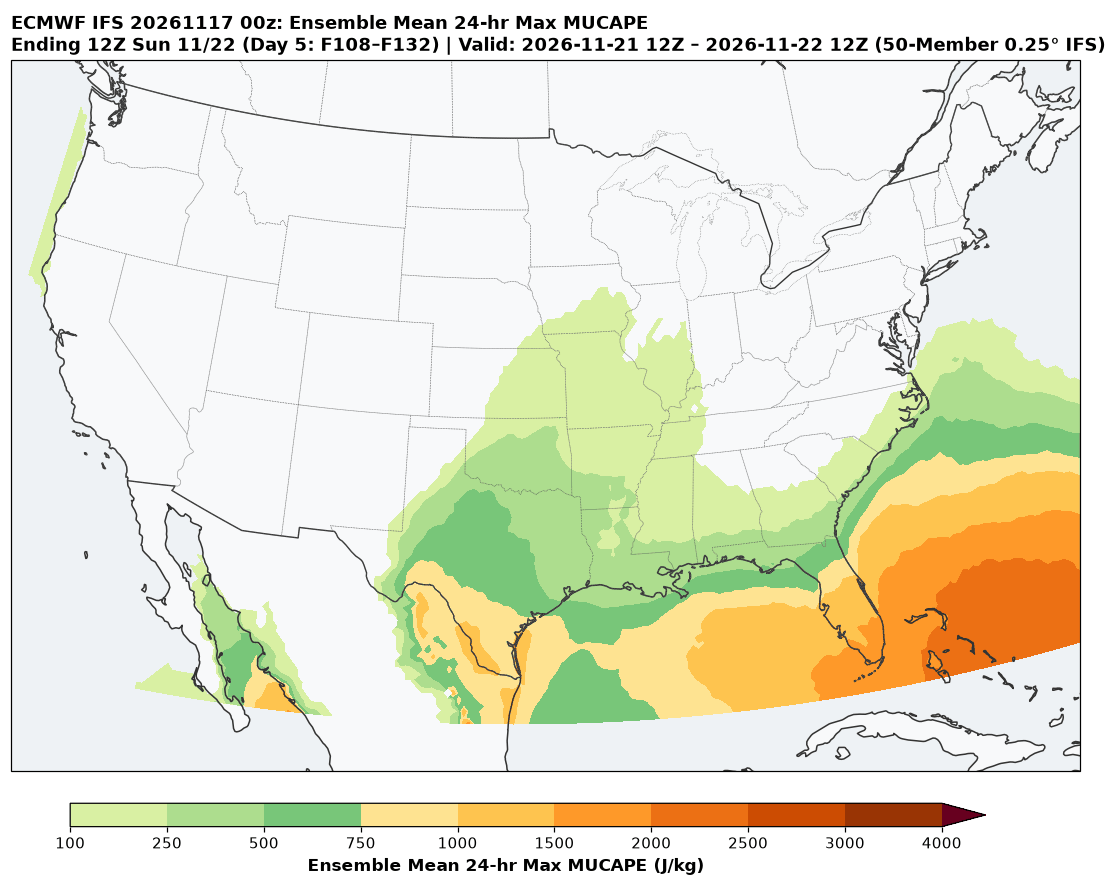 ECMWF IFS 20261117 00z: Ensemble Mean 24-hr Max MUCAPE
Ending 12Z Sun 11/22 (Day 5: F108–F132) | Valid: 2026-11-21 12Z – 2026-11-22 12Z (50-Member 0.25° IFS)
100 250 500 750 1000 1500 2000 2500 3000 4000
Ensemble Mean 24-hr Max MUCAPE (J/kg)